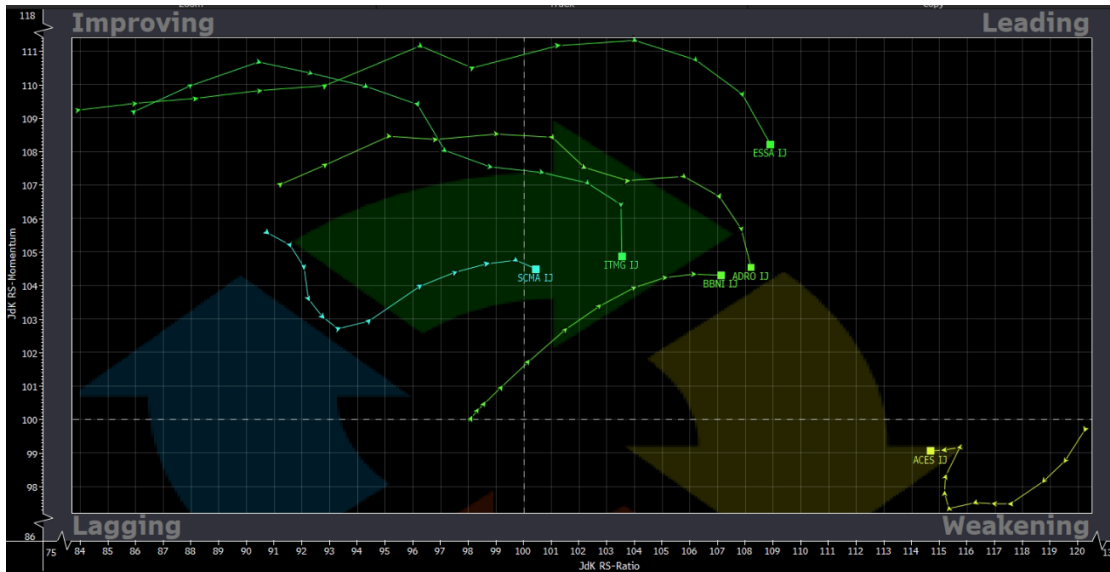 Improving
Leading
118
111
110
109
108
107
106
105
104
103
102
101
100
99
98
86
JdK RS-Momentum
ESSA IJ
ITMG IJ
SCMA IJ
BBNI IJ
ADRO IJ
ACES IJ
Lagging
Weakening
75 84 85 86 87 88 89 90 91 92 93 94 95 96 97 98 99 100 101 102 103 104 105 106 107 108 109 110 111 112 113 114 115 116 117 118 119 120
JdK RS-Ratio